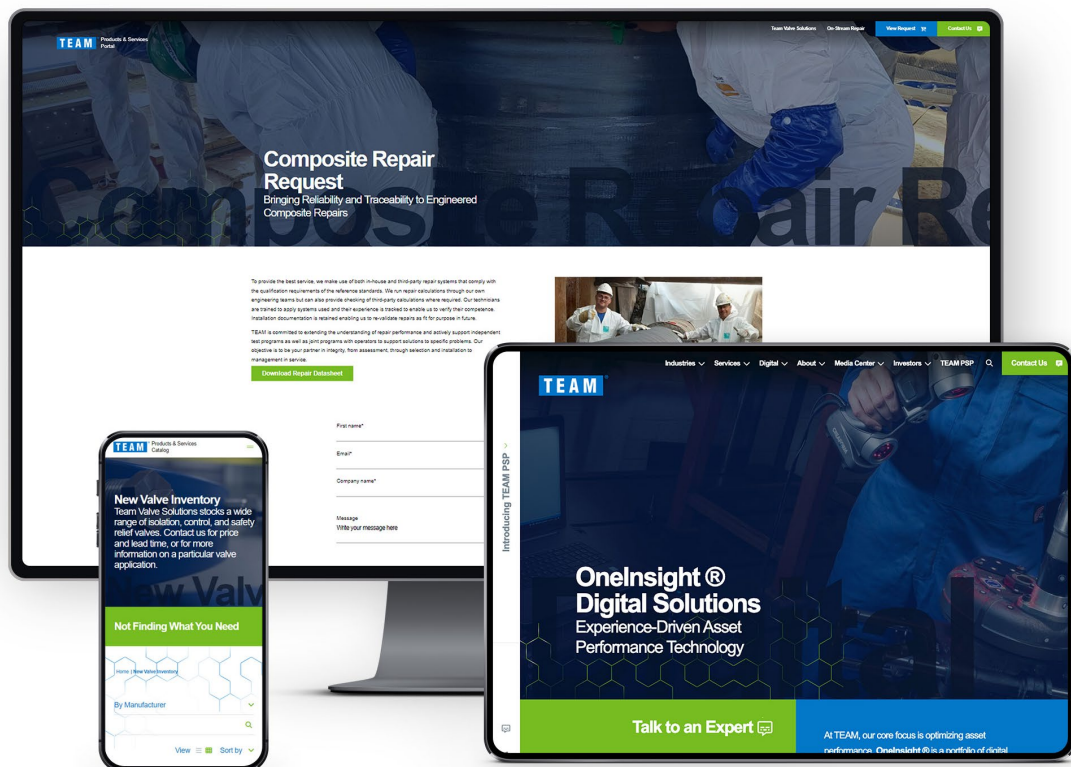 TEAM Products & Services
Portal
Team Valve Solutions On-Stream Repair View Request Contact Us
Composite Repair
Request
Bringing Reliability and Traceability to Engineered
Composite Repairs
Composite Repair Re
To provide the best service, we make use of both in-house and third-party repair systems that comply with
the qualification requirements of the reference standards. We run repair calculations through our own
engineering teams but can also provide checking of third-party calculations where required. Our technicians
are trained to apply systems used and their experience is tracked to enable us to verify their competence.
Installation documentation is retained enabling us to re-validate repairs as fit for purpose in future.
TEAM is committed to extending the understanding of repair performance and actively support independent
test programs as well as joint programs with operators to support solutions to specific problems. Our
objective is to be your partner in integrity, from assessment, through selection and installation to
management in service.
Download Repair Datasheet
First name*
Email*
Company name*
Message
Write your message here
TEAM Products & Services
Catalog
New Valve Inventory
Team Valve Solutions stocks a wide
range of isolation, control, and safety
relief valves. Contact us for price
and lead time, or for more
information on a particular valve
application.
New Valv
Not Finding What You Need
Home | New Valve Inventory
By Manufacturer
View Sort by
Industries Services Digital About Media Center Investors TEAM PSP Contact Us
TEAM®
Introducing TEAM PSP
OneInsight ®
Digital Solutions
Experience-Driven Asset
Performance Technology
Talk to an Expert
At TEAM, our core focus is optimizing asset
performance. OneInsight ® is a portfolio of digital